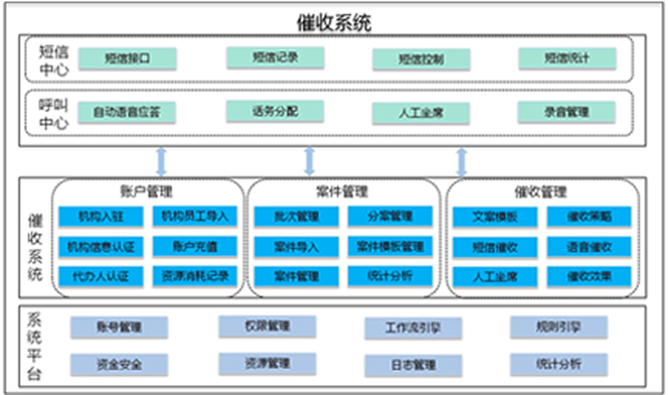 催收系统
短信中心
短信接口 短信记录 短信控制 短信统计
呼叫中心
自动语音应答 话务分配 人工坐席 录音管理
催收系统
账户管理 案件管理 催收管理
机构入驻 机构员工导入 批次管理 分案管理 文案模板 催收策略
机构信息认证 账户充值 案件导入 案件模板管理 短信催收 语音催收
代办人认证 资源消耗记录 案件管理 统计分析 人工坐席 催收效果
系统平台
账号管理 权限管理 工作流引擎 规则引擎
资金安全 资源管理 日志管理 统计分析